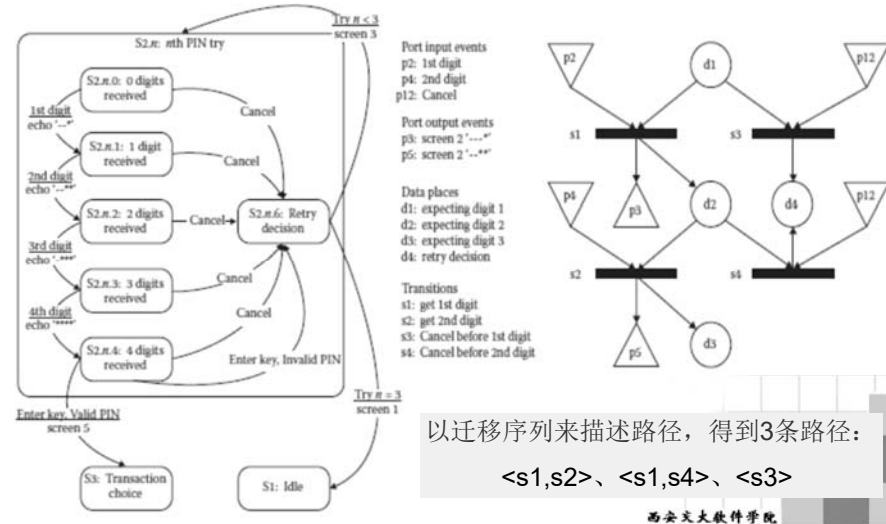 Try n < 3
screen 3
S2.n: nth PIN try
S2.n.0: 0 digits
received
1st digit
echo '--*'
Cancel
S2.n.1: 1 digit
received
Cancel
2nd digit
echo '--**'
S2.n.2: 2 digits
received
Cancel
S2.n.6: Retry
decision
3rd digit
echo '-***'
Cancel
S2.n.3: 3 digits
received
Cancel
4th digit
echo '****'
S2.n.4: 4 digits
received
Enter key, Invalid PIN
Enter key, Valid PIN
screen 5
Try n = 3
screen 1
S3: Transaction
choice
S1: Idle
Port input events
p2: 1st digit
p4: 2nd digit
p12: Cancel
Port output events
p3: screen 2 '---*'
p5: screen 2 '--**'
Data places
d1: expecting digit 1
d2: expecting digit 2
d3: expecting digit 3
d4: retry decision
Transitions
s1: get 1st digit
s2: get 2nd digit
s3: Cancel before 1st digit
s4: Cancel before 2nd digit
p2
d1
p12
s1
s3
p4
p3
d2
d4
p12
s2
s4
p5
d3
以迁移序列来描述路径，得到3条路径：
<s1,s2>、<s1,s4>、<s3>
西安交大软件学院